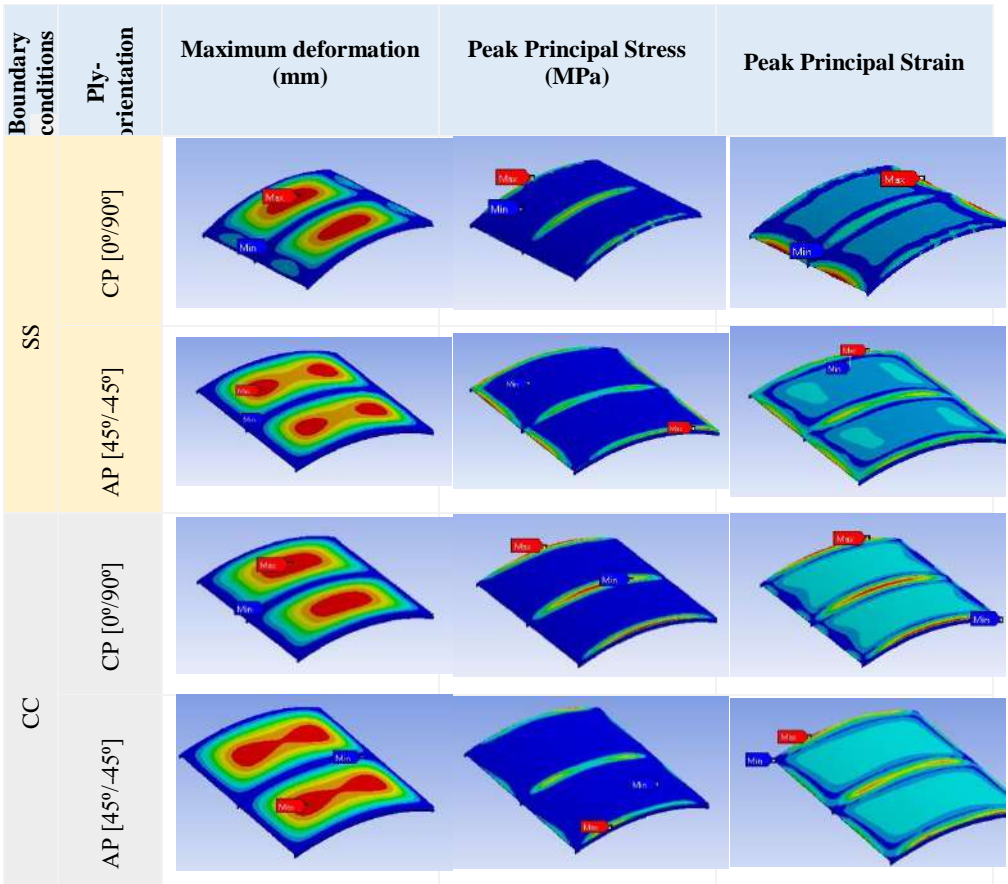 Boundary
conditions
Ply-
orientation
Maximum deformation
(mm)
Peak Principal Stress
(MPa)
Peak Principal Strain
SS
CP [0º/90º]
Max
Min
Max
Min
Max
Min
AP [45º/-45º]
Max
Min
Min
Max
Max
Min
CC
CP [0º/90º]
Max
Min
Max
Min
Max
Min
AP [45º/-45º]
Min
Max
Min
Max
Max
Min